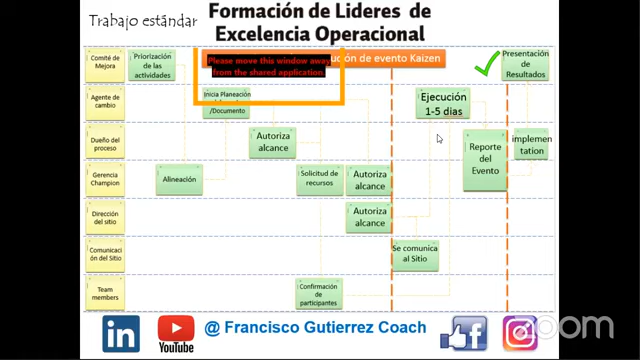 Trabajo estándar
Formación de Lideres de
Excelencia Operacional
Please move this window away
from the shared application.
cución de evento Kaizen
Comité de
Mejora
Priorización de
las actividades
Presentación
de
Resultados
Agente de
cambio
Inicia Planeación
/Documento
Ejecución
1-5 dias
Dueño del
proceso
Autoriza
alcance
Reporte
del
Evento
implemen
tation
Gerencia
Champion
Alineación
Solicitud de
recursos
Autoriza
alcance
Dirección
del sitio
Autoriza
alcance
Comunicaci
ón del Sitio
Se comunica
al Sitio
Team
members
Confirmación
de
participantes
in
YouTube
@ Francisco Gutierrez Coach
f
zoom